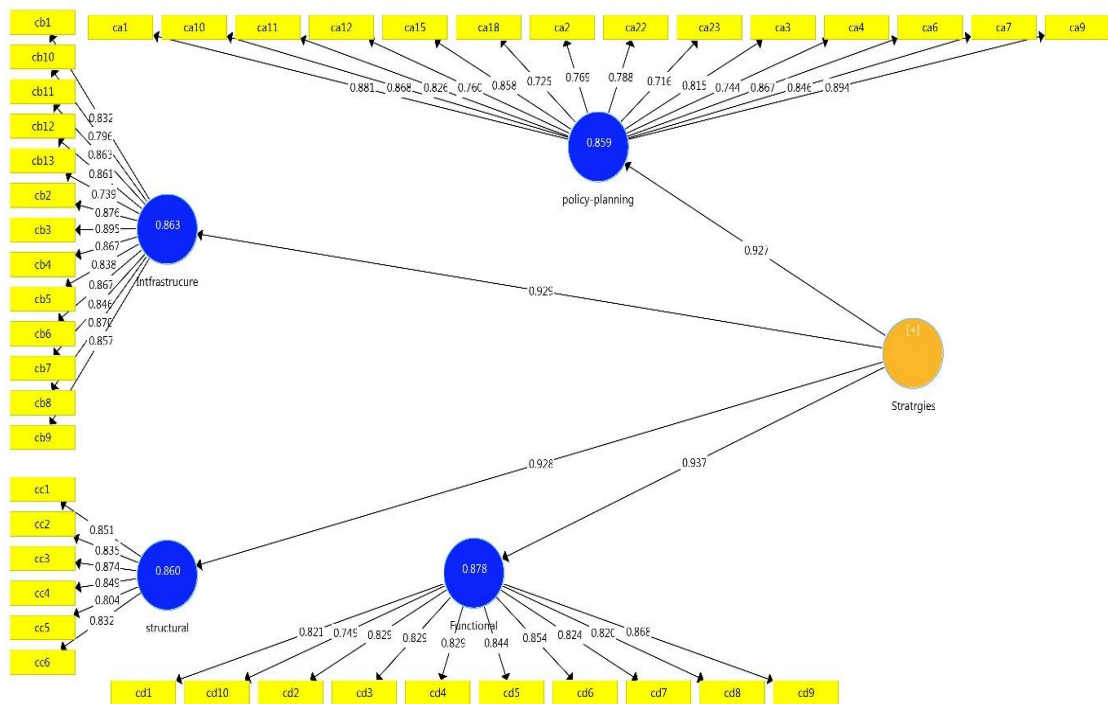 cb1
cb10
cb11
cb12
cb13
cb2
cb3
cb4
cb5
cb6
cb7
cb8
cb9
ca1 ca10 ca11 ca12 ca15 ca18 ca2 ca22 ca23 ca3 ca4 ca6 ca7 ca9
0.881 0.868 0.826 0.760 0.858 0.725 0.769 0.788 0.716 0.815 0.744 0.867 0.846 0.894
0.859
policy-planning
0.832
0.796
0.863
0.861
0.739
0.876
0.895
0.867
0.838
0.867
0.846
0.870
0.857
0.863
Intfrastrucure
0.927
0.929
[+]
Stratrgies
0.928
0.937
cc1
cc2
cc3
cc4
cc5
cc6
0.851
0.835
0.874
0.849
0.804
0.832
0.860
structural
0.878
Functional
0.821 0.749 0.829 0.829 0.829 0.844 0.854 0.824 0.820 0.868
cd1 cd10 cd2 cd3 cd4 cd5 cd6 cd7 cd8 cd9